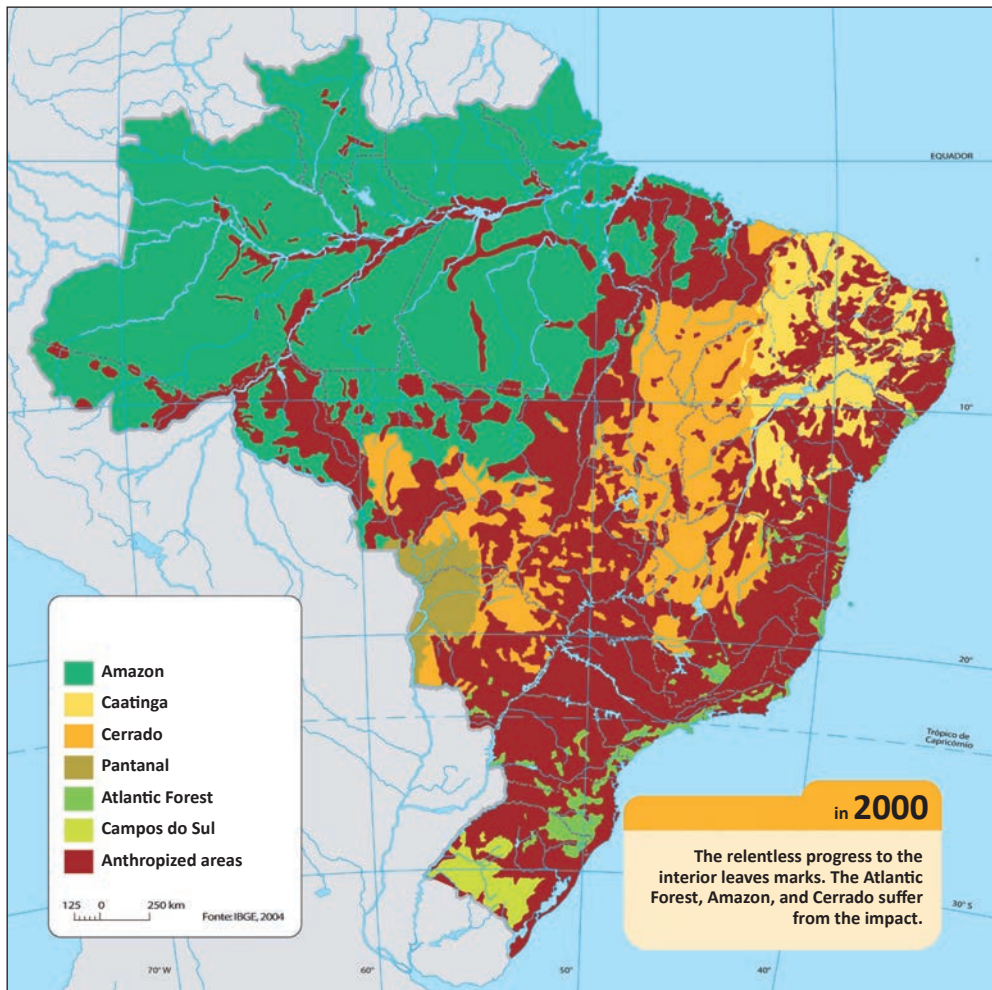 EQUADOR
10°
20°
Trópico de
Capricórnio
30° S
Amazon
Caatinga
Cerrado
Pantanal
Atlantic Forest
Campos do Sul
Anthropized areas
125 0 250 km
Fonte: IBGE, 2004
in 2000
The relentless progress to the
interior leaves marks. The Atlantic
Forest, Amazon, and Cerrado suffer
from the impact.
70° W 60° 50° 40°